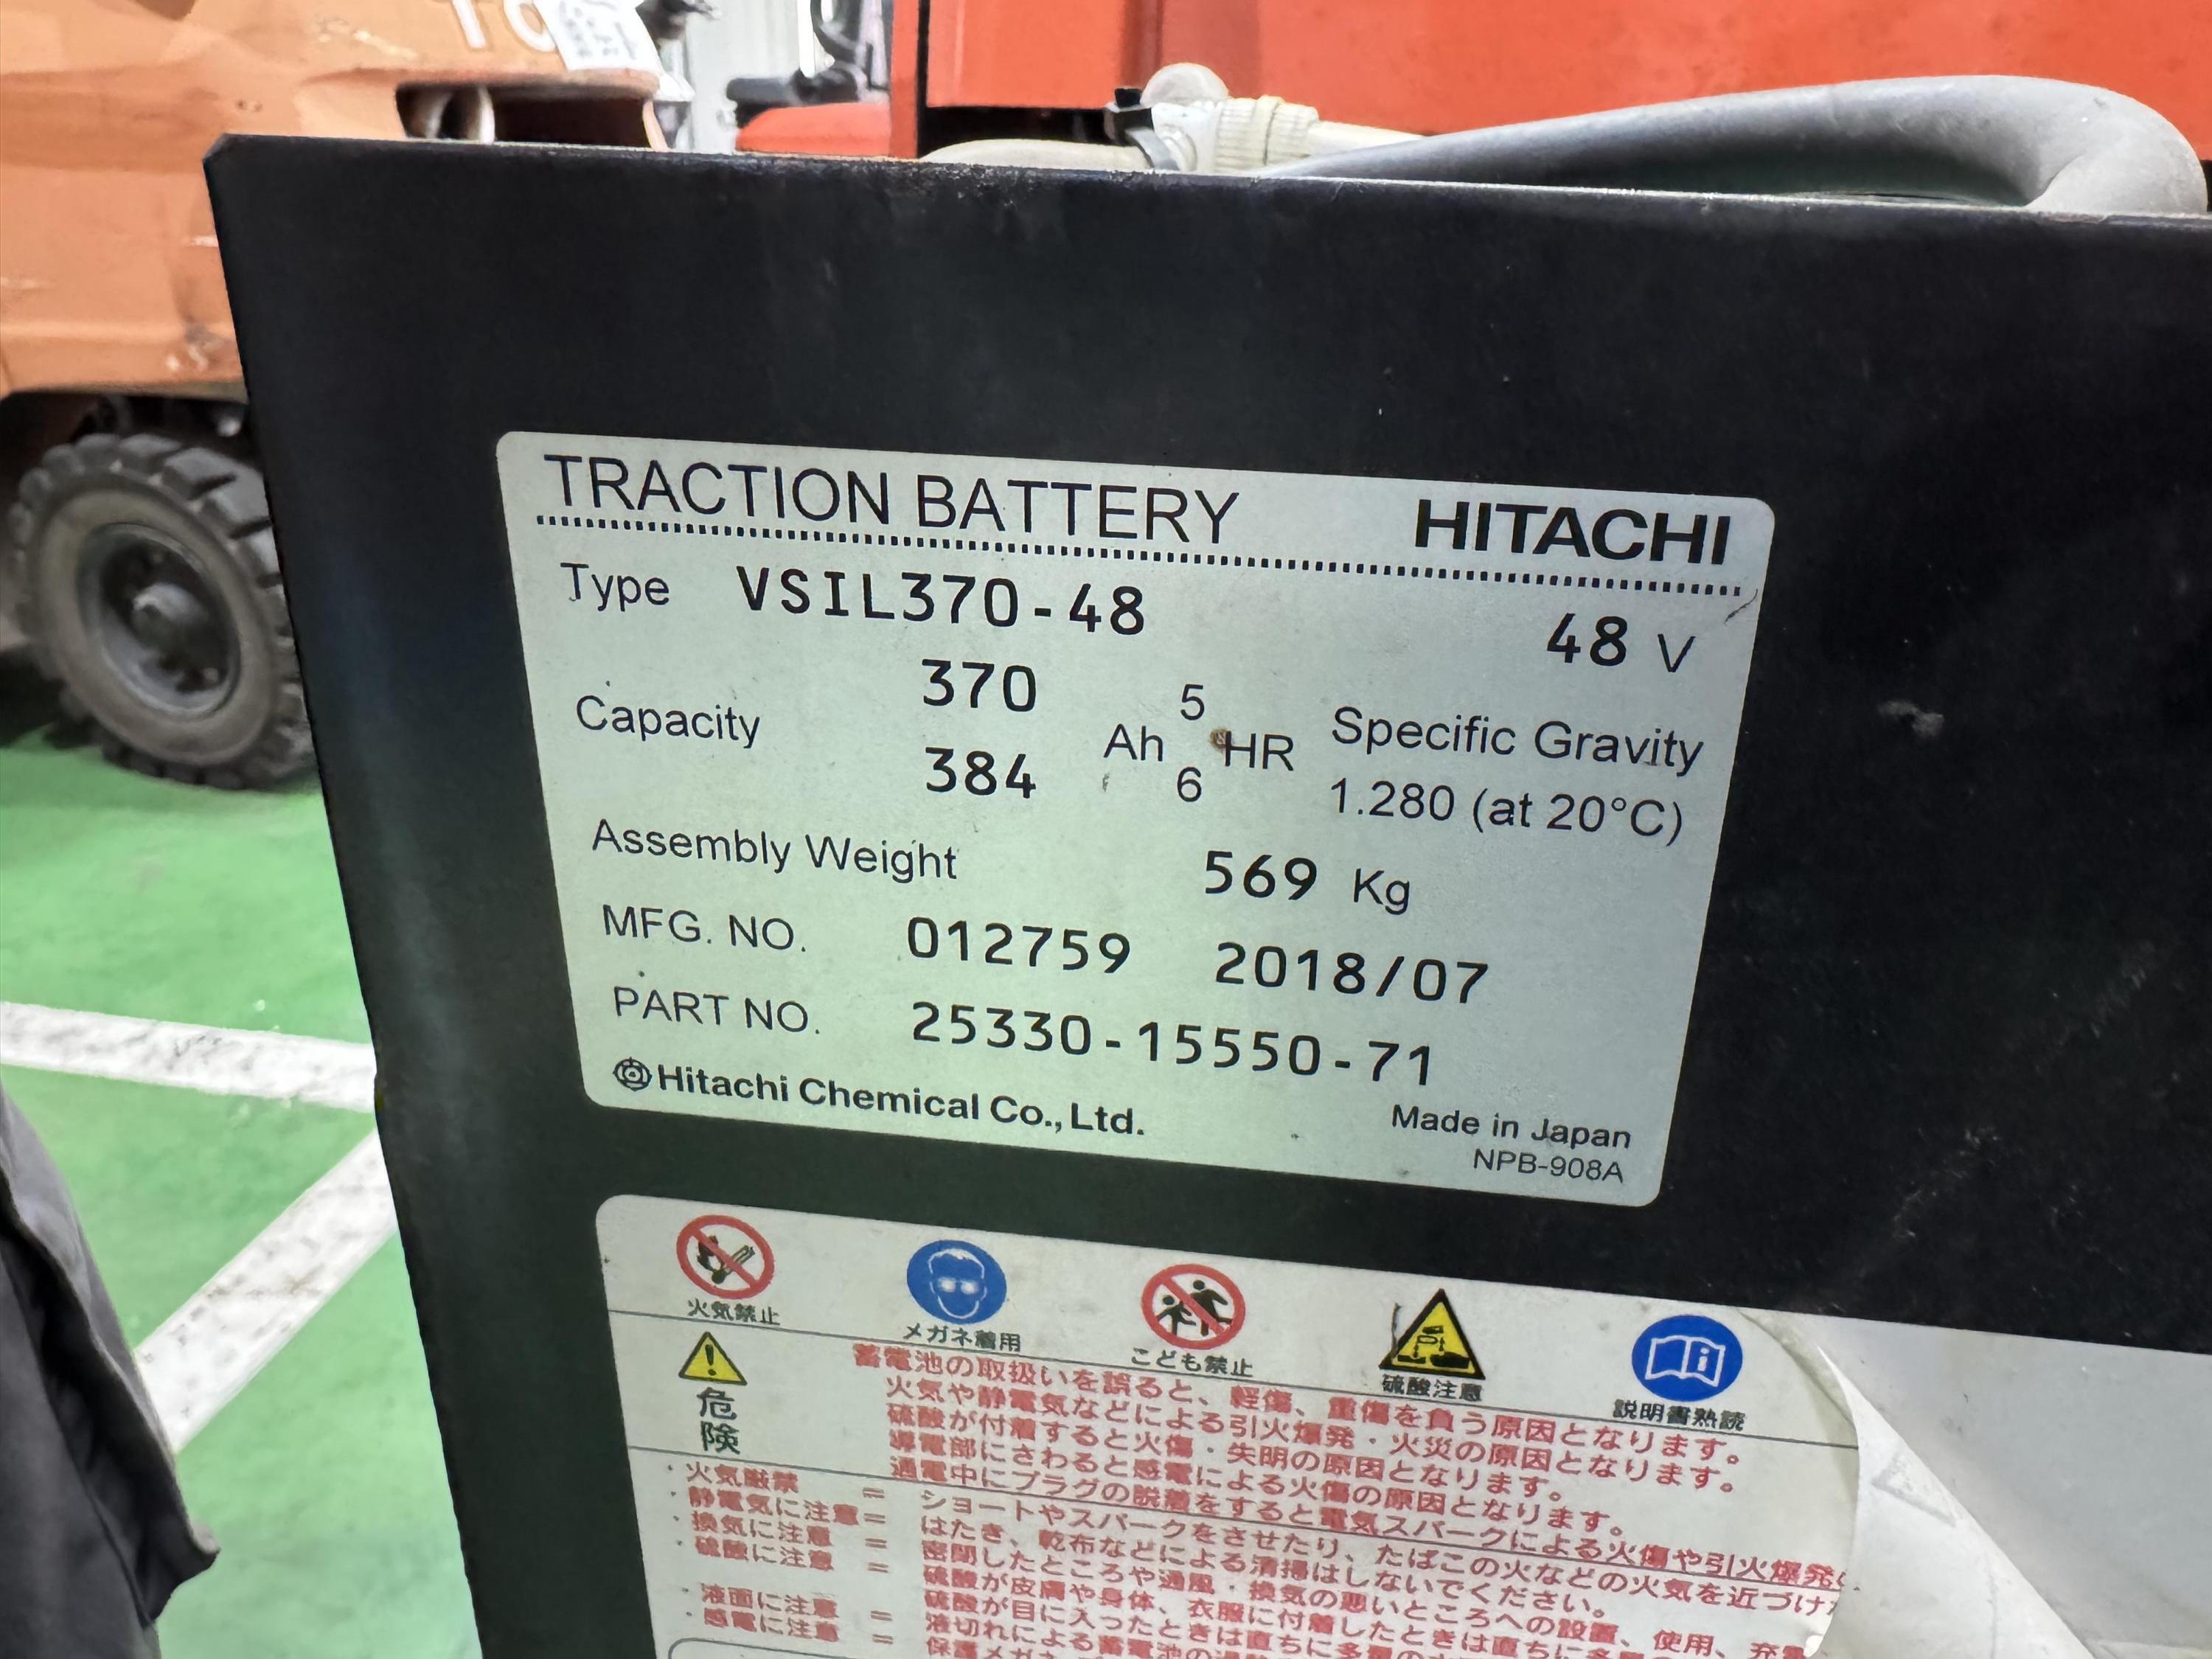 TO
TRACTION BATTERY HITACHI
Type VSIL370-48 48 V
Capacity 370 384 Ah 5 6 HR Specific Gravity
1.280 (at 20°C)
Assembly Weight 569 Kg
MFG. NO. 012759 2018/07
PART NO. 25330-15550-71
Hitachi Chemical Co., Ltd. Made in Japan
NPB-908A
火気禁止 メガネ着用 こども禁止 硫酸注意 説明書熟読
危険
蓄電池の取扱いを誤ると、軽傷、重傷を負う原因となります。
火気や静電気などによる引火爆発・火災の原因となります。
硫酸が付着すると火傷・失明の原因となります。
導電部にさわると感電による火傷の原因となります。
通電中にプラグの脱着をすると電気スパークによる火傷や引火爆発
・火気厳禁 = ショートやスパークをさせたり、たばこの火などの火気を近づけ
・静電気に注意 = はたき、乾布などによる清掃はしないでください。
・換気に注意 = 密閉したところや通風・換気の悪いところへの設置、使用、充電
・硫酸に注意 = 硫酸が皮膚や身体、衣服に付着したときは直ちに多
硫酸が目に入ったときは直ちに多量の
・液面に注意 = 液切れによる蓄電池の
・感電に注意 = 保護メガネ